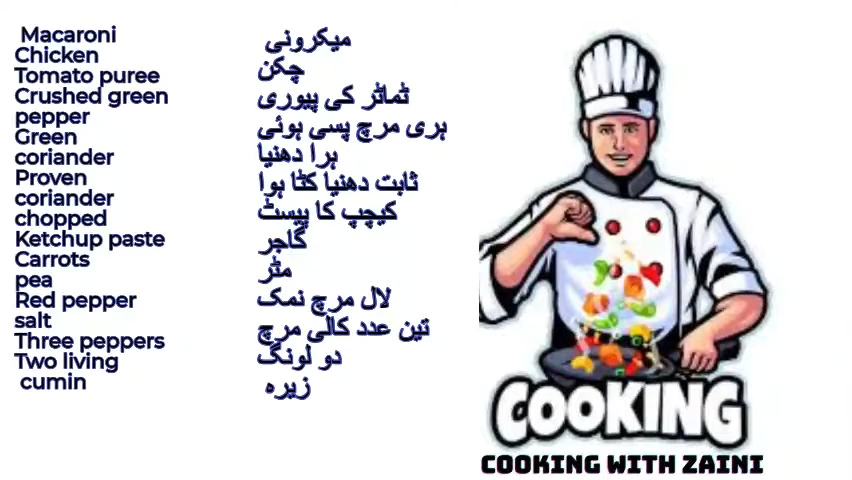 Macaroni
Chicken
Tomato puree
Crushed green
pepper
Green
coriander
Proven
coriander
chopped
Ketchup paste
Carrots
pea
Red pepper
salt
Three peppers
Two living
cumin
میکرونی
چکن
ٹماٹر کی پیوری
ہری مرچ پسی ہوئی
ہرا دھنیا
ثابت دھنیا کٹا ہوا
کیچپ کا پیسٹ
گاجر
مٹر
لال مرچ نمک
تین عدد کالی مرچ
دو لونگ
زیرہ
COOKING
COOKING WITH ZAINI